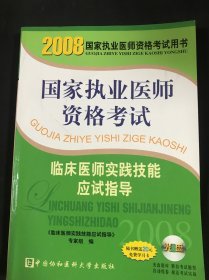 2008 国家执业医师资格考试用书
GUOJIA ZHIYE YISHI ZIGE KAOSHI YONGSHU
国家执业医师
资格考试
GUOJIA ZHIYE YISHI ZIGE KAOSHI
临床医师实践技能
应试指导
LINCHUANG YISHI SHIJIANJINENG
YINGSHIZHIDAO
2008
《临床医师实践技能应试指导》
专家组 编
中国协和医科大学出版社